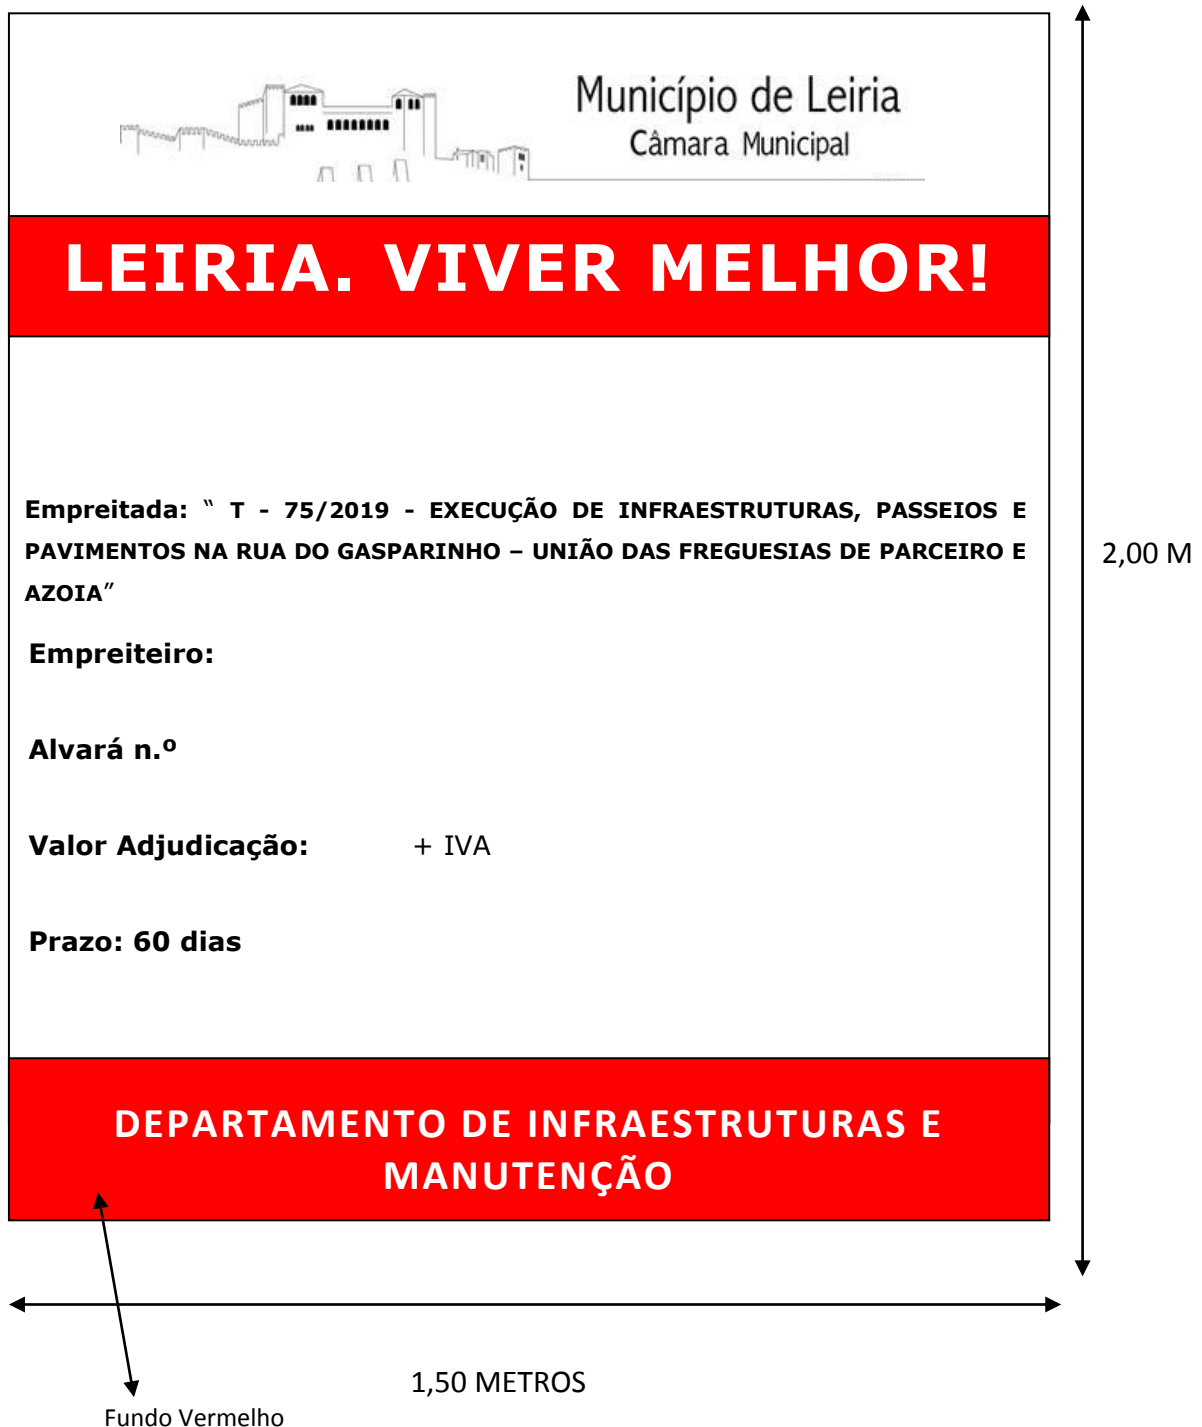 Município de Leiria
Câmara Municipal
LEIRIA. VIVER MELHOR!
Empreitada: “ T - 75/2019 - EXECUÇÃO DE INFRAESTRUTURAS, PASSEIOS E
PAVIMENTOS NA RUA DO GASPARINHO – UNIÃO DAS FREGUESIAS DE PARCEIRO E
AZOIA”
2,00 M
Empreiteiro:
Alvará n.º
Valor Adjudicação: + IVA
Prazo: 60 dias
DEPARTAMENTO DE INFRAESTRUTURAS E
MANUTENÇÃO
1,50 METROS
Fundo Vermelho